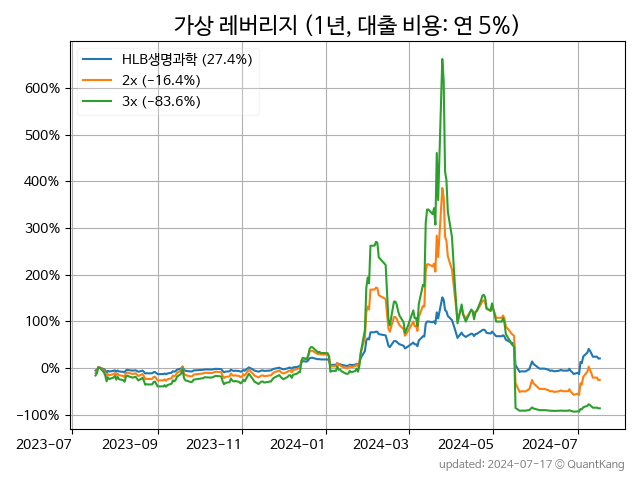 가상 레버리지 (1년, 대출 비용: 연 5%)
HLB생명과학 (27.4%)
2x (−16.4%)
3x (−83.6%)
600%
500%
400%
300%
200%
100%
0%
−100%
2023-07 2023-09 2023-11 2024-01 2024-03 2024-05 2024-07
updated: 2024-07-17 © QuantKang